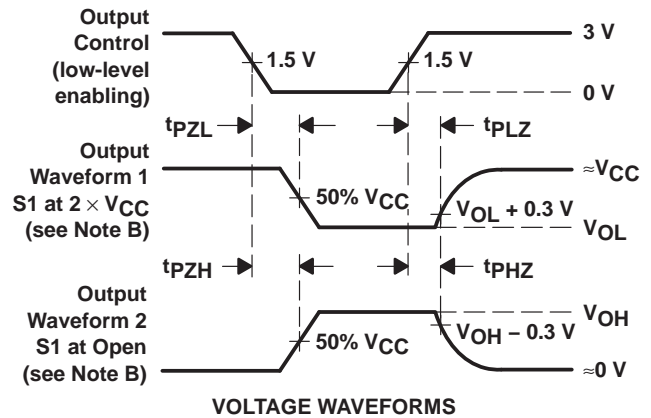 Output
Control
(low-level
enabling)
1.5 V
1.5 V
3 V
0 V
tPZL
tPLZ
Output
Waveform 1
S1 at 2 × VCC
(see Note B)
50% VCC
VOL + 0.3 V
≈VCC
VOL
tPZH
tPHZ
Output
Waveform 2
S1 at Open
(see Note B)
50% VCC
VOH − 0.3 V
VOH
≈0 V
VOLTAGE WAVEFORMS